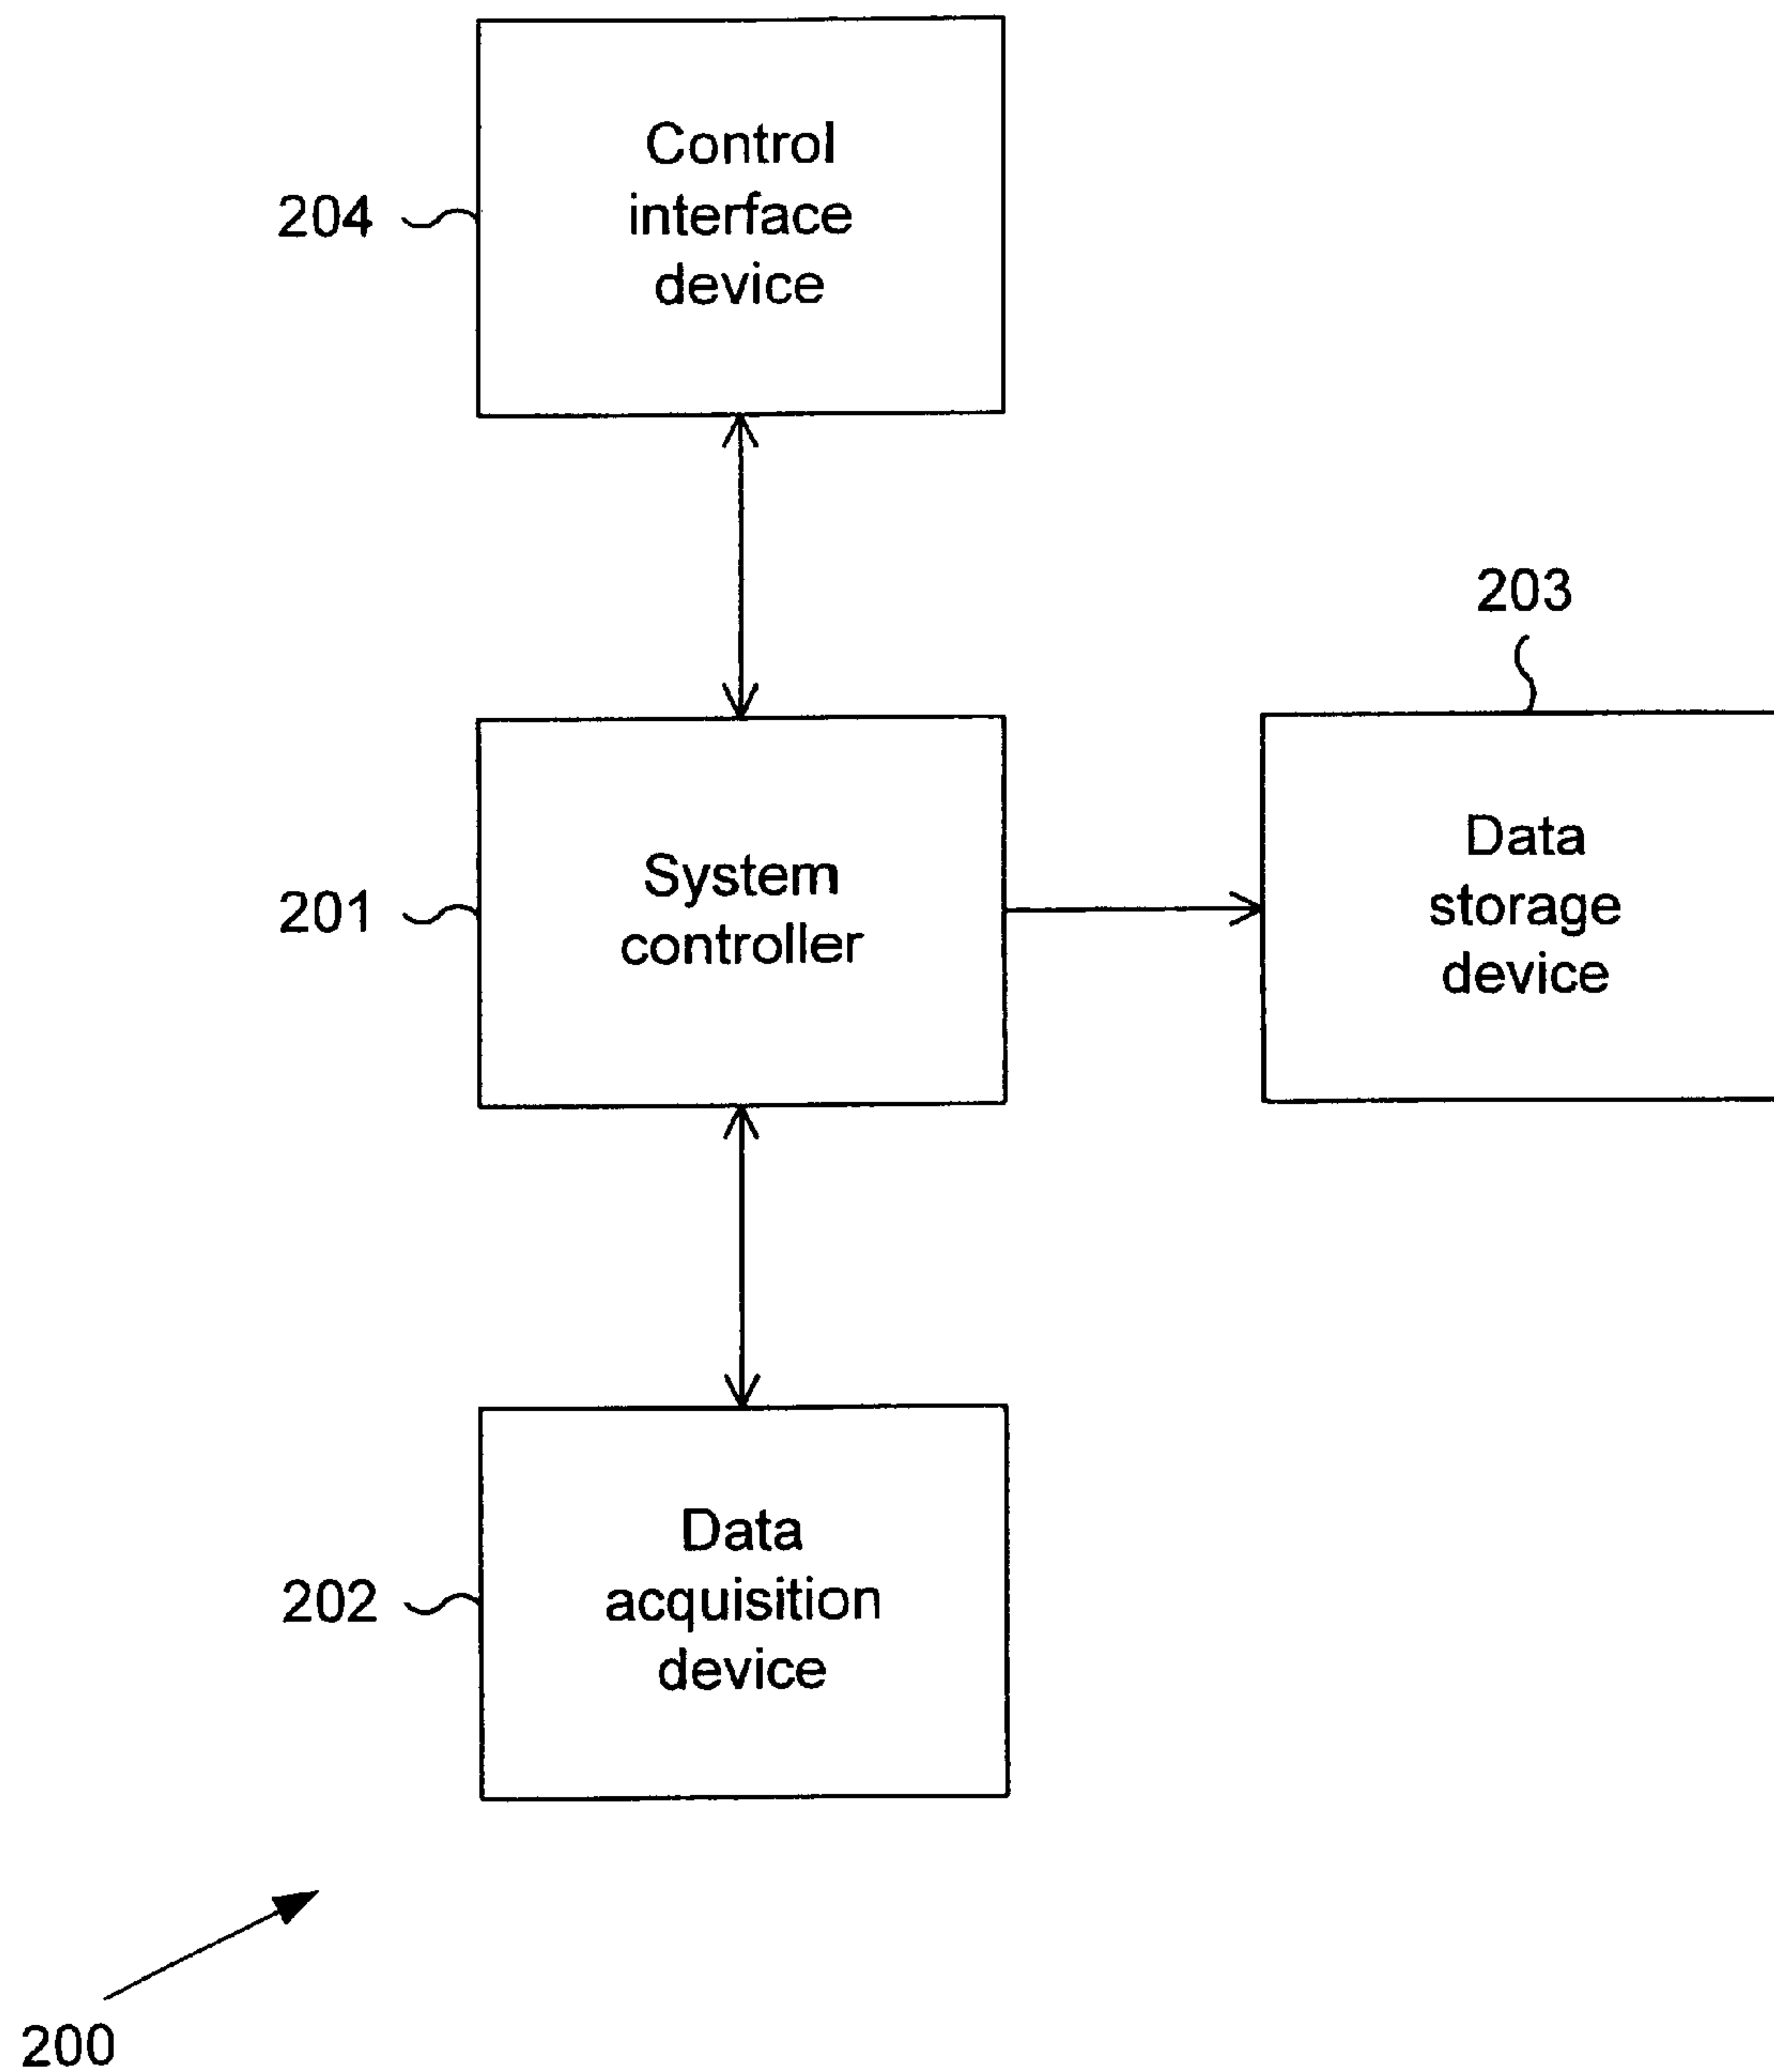 Control
interface
device
204
203
System
controller
201
Data
storage
device
Data
acquisition
device
202
200